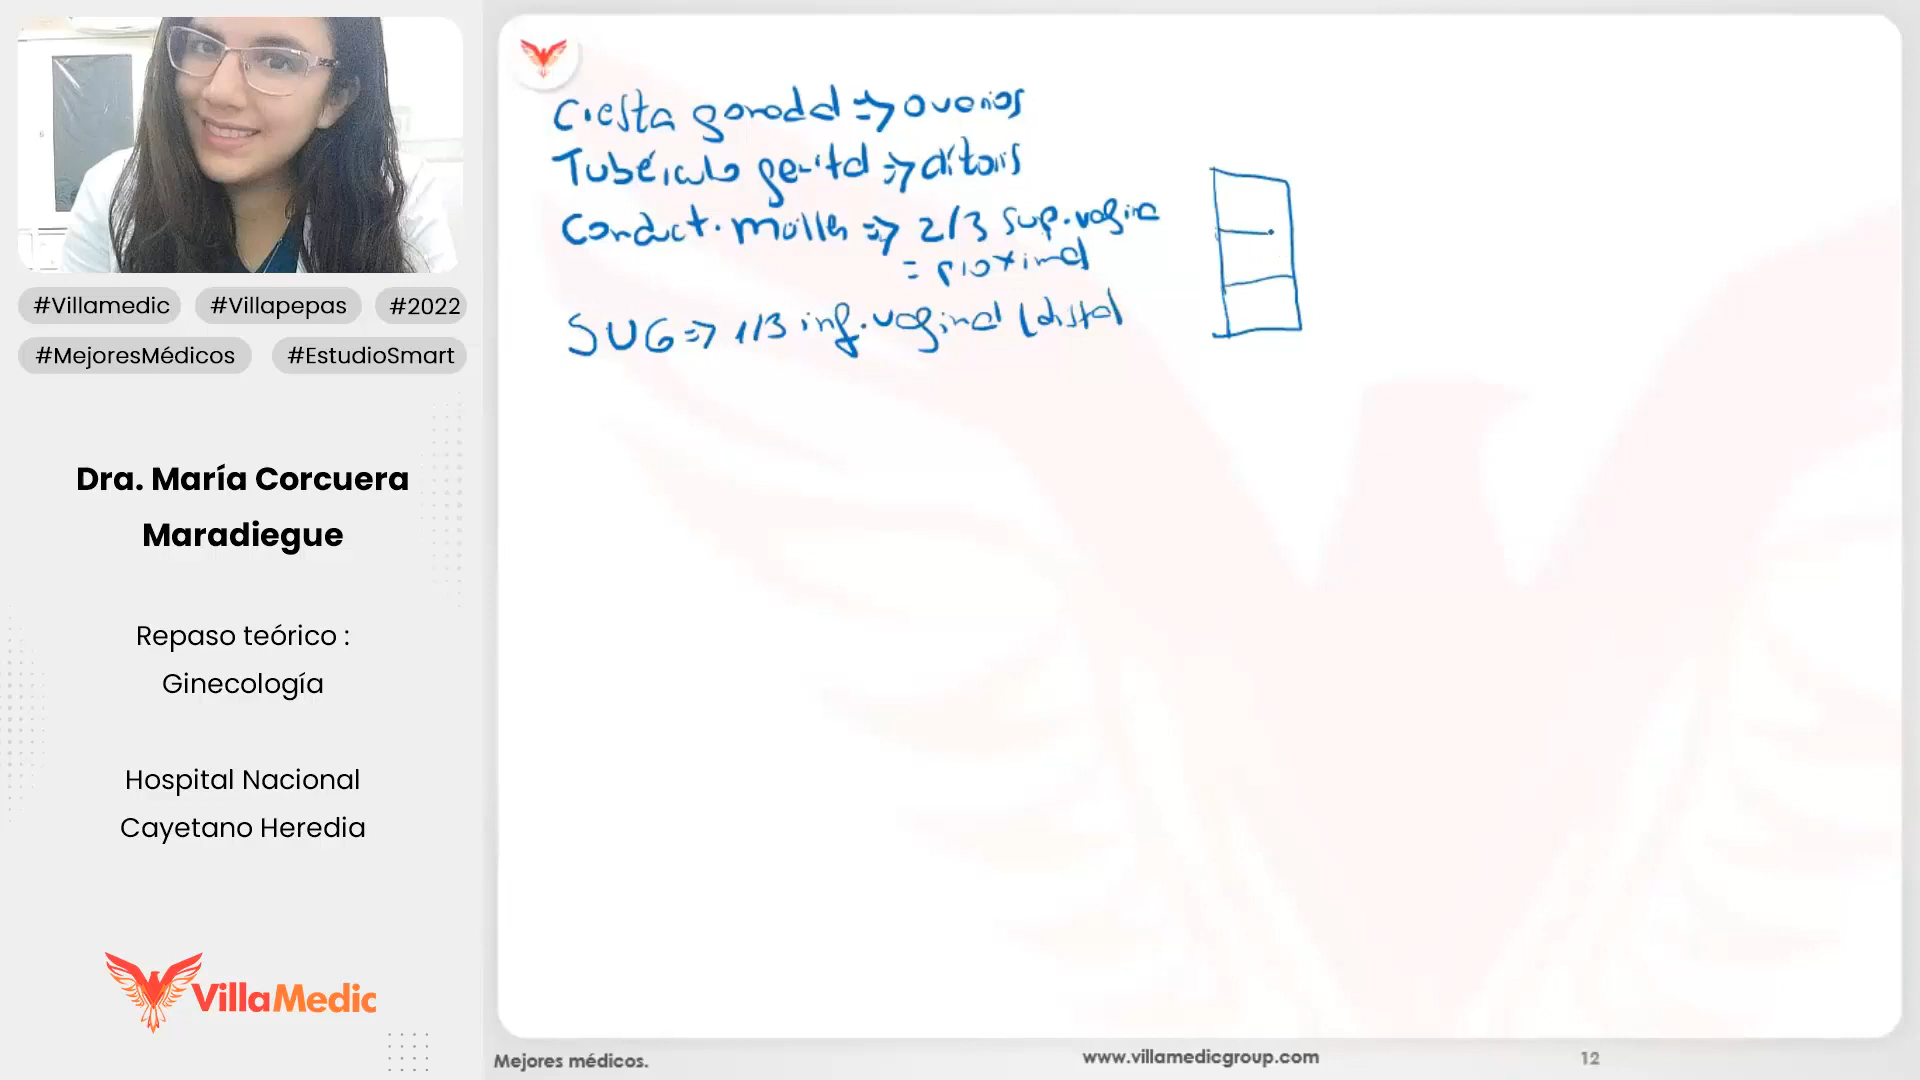 #Villamedic #Villapepas #2022
#MejoresMédicos #EstudioSmart
Dra. María Corcuera
Maradiegue
Repaso teórico :
Ginecología
Hospital Nacional
Cayetano Heredia
VillaMedic
Cresta gonadal => ovarios
Tubérculo genital => clítoris
Conduct. müller => 2/3 sup. vagina
= proximal
SUG => 1/3 inf. vaginal (distal
Mejores médicos.
www.villamedicgroup.com
12